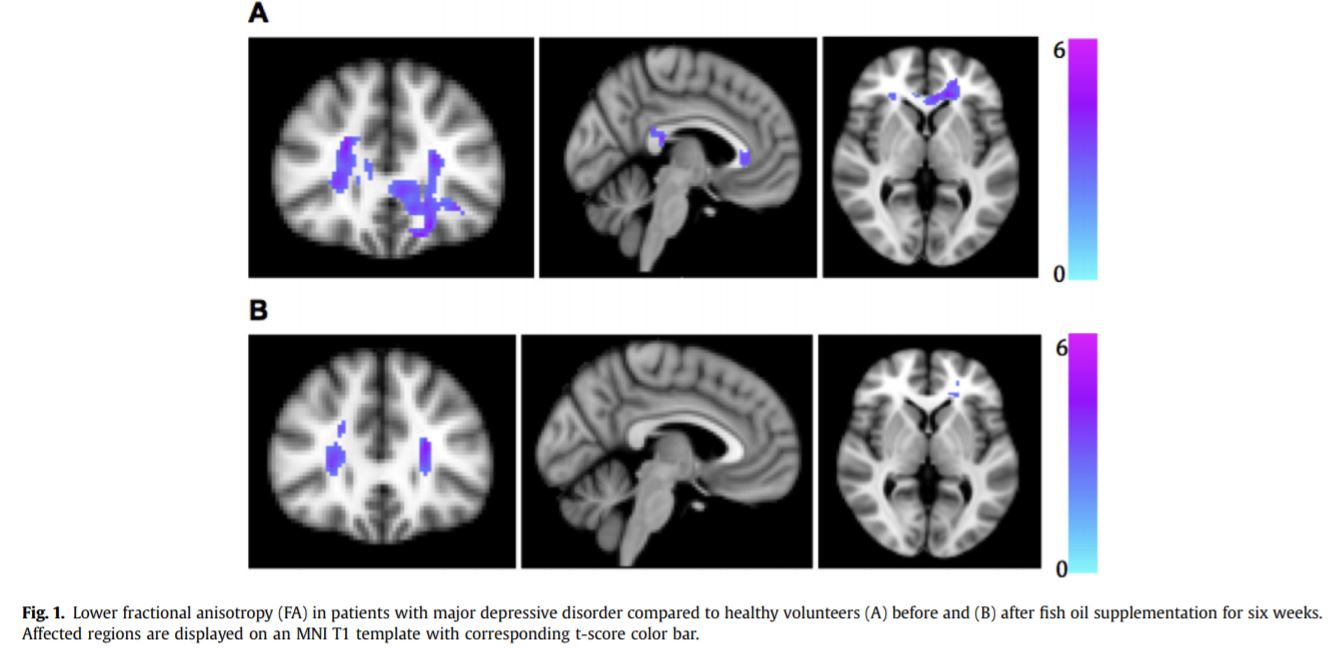 A
6
0
B
6
0
Fig. 1. Lower fractional anisotropy (FA) in patients with major depressive disorder compared to healthy volunteers (A) before and (B) after fish oil supplementation for six weeks.
Affected regions are displayed on an MNI T1 template with corresponding t-score color bar.